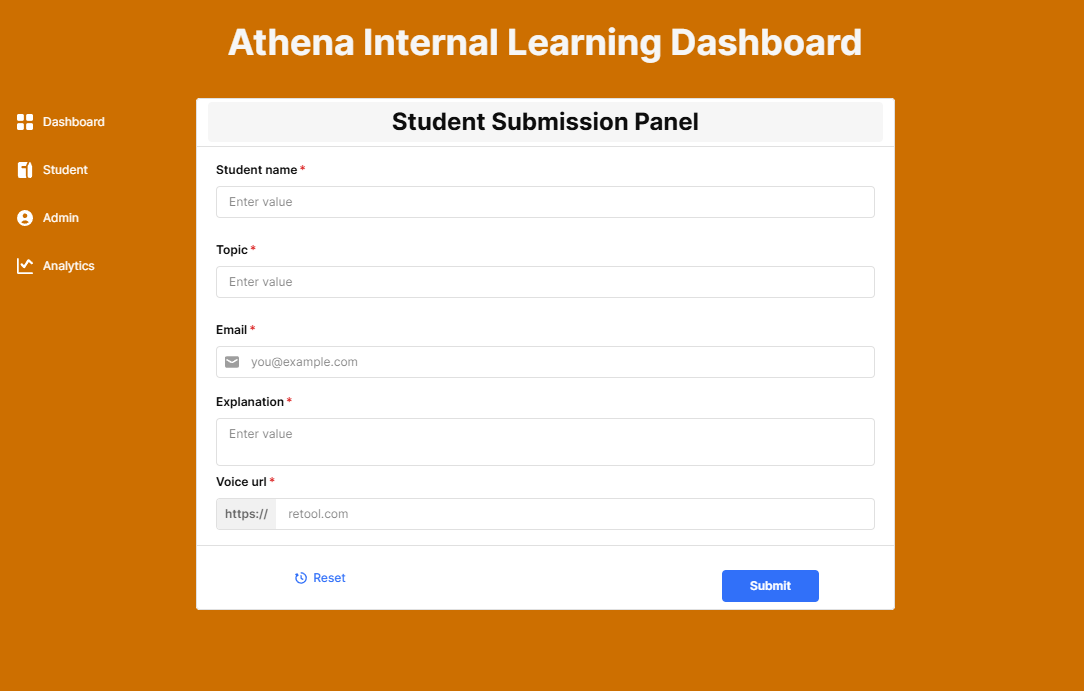 Athena Internal Learning Dashboard
Dashboard
Student
Admin
Analytics
Student Submission Panel
Student name *
Enter value
Topic *
Enter value
Email *
you@example.com
Explanation *
Enter value
Voice url *
https:// retool.com
Reset
Submit